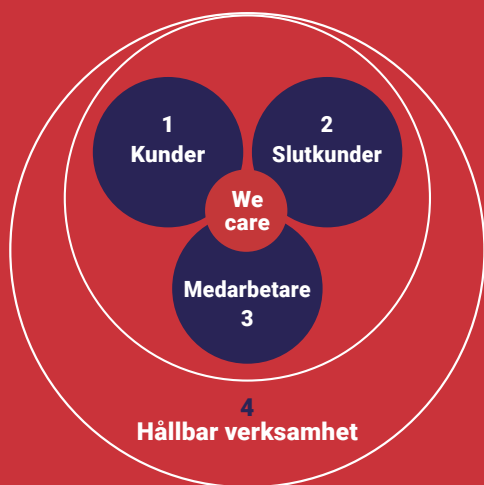 1
Kunder
2
Slutkunder
We
care
Medarbetare
3
4
Hållbar verksamhet